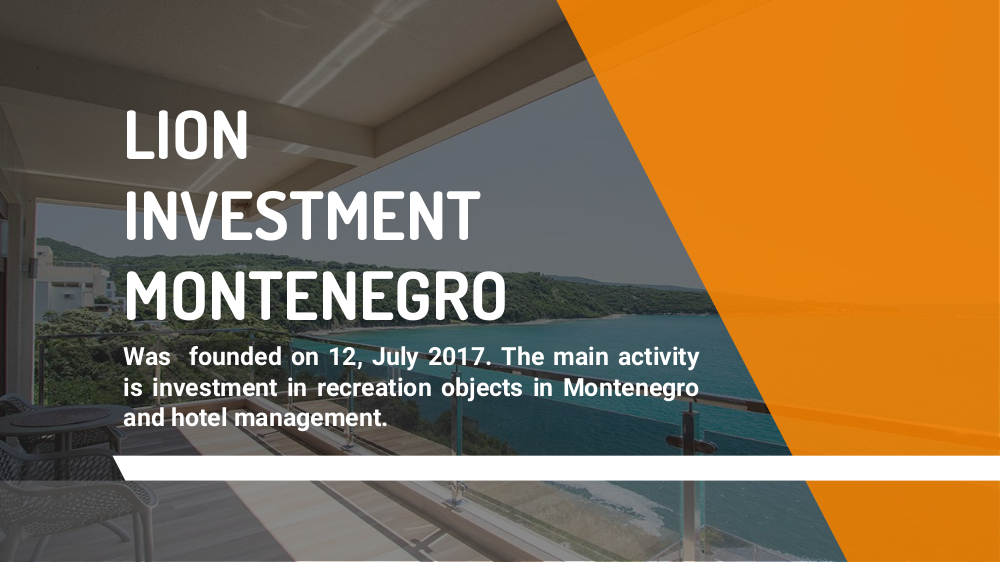 LION
INVESTMENT
MONTENEGRO
Was founded on 12, July 2017. The main activity
is investment in recreation objects in Montenegro
and hotel management.